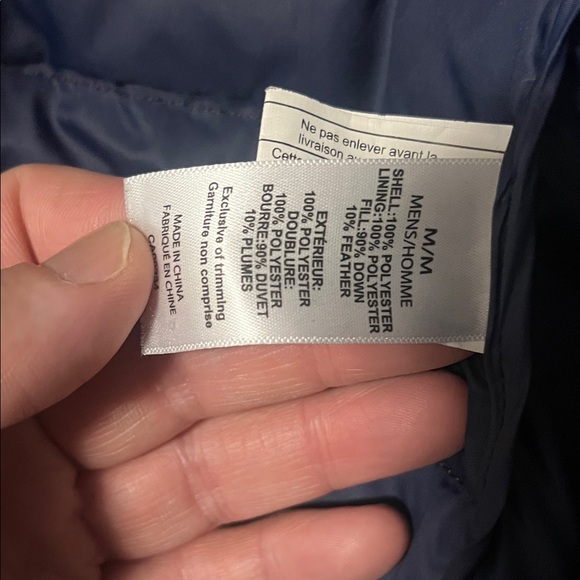 Ne pas enlever avant la
livraison au
Cette
M/M
MENS/HOMME
SHELL:100% POLYESTER
LINING:100% POLYESTER
FILL:90% DOWN
10% FEATHER
EXTÉRIEUR:
100% POLYESTER
DOUBLURE:
100% POLYESTER
BOURRE:90% DUVET
10% PLUMES
Exclusive of trimming
Garniture non comprise
MADE IN CHINA
FABRIQUÉ EN CHINE